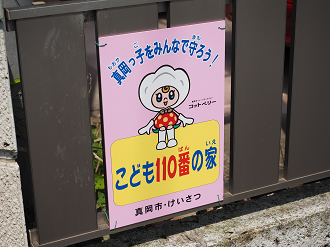 真岡っ子をみんなで守ろう！
コットベリー
こども110番の家
真岡市・けいさつ